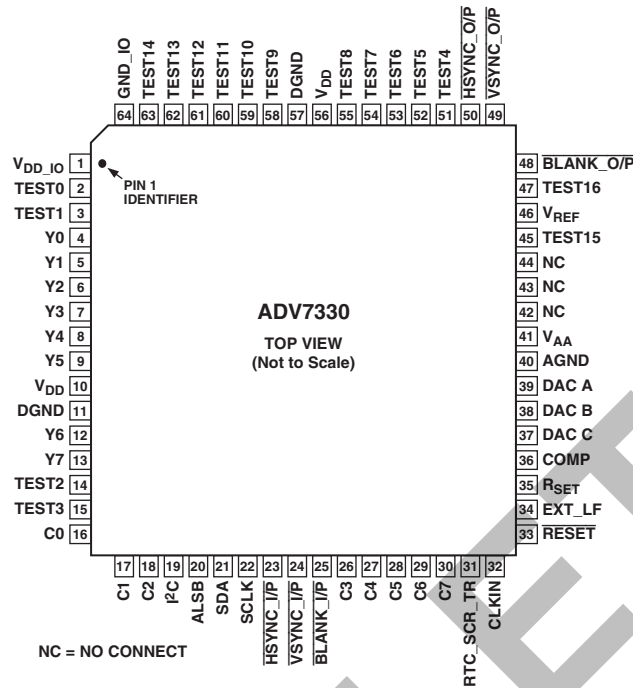 GND_IO TEST14 TEST13 TEST12 TEST11 TEST10 TEST9 DGND VDD TEST8 TEST7 TEST6 TEST5 TEST4 HSYNC_O/P VSYNC_O/P
64 63 62 61 60 59 58 57 56 55 54 53 52 51 50 49
VDD_IO 1
TEST0 2
TEST1 3
Y0 4
Y1 5
Y2 6
Y3 7
Y4 8
Y5 9
VDD 10
DGND 11
Y6 12
Y7 13
TEST2 14
TEST3 15
C0 16
PIN 1
IDENTIFIER
ADV7330
TOP VIEW
(Not to Scale)
48 BLANK_O/P
47 TEST16
46 VREF
45 TEST15
44 NC
43 NC
42 NC
41 VAA
40 AGND
39 DAC A
38 DAC B
37 DAC C
36 COMP
35 RSET
34 EXT_LF
33 RESET
17 18 19 20 21 22 23 24 25 26 27 28 29 30 31 32
C1 C2 I2C ALSB SDA SCLK HSYNC_I/P VSYNC_I/P BLANK_I/P C3 C4 C5 C6 C7 RTC_SCR_TR CLKIN
NC = NO CONNECT